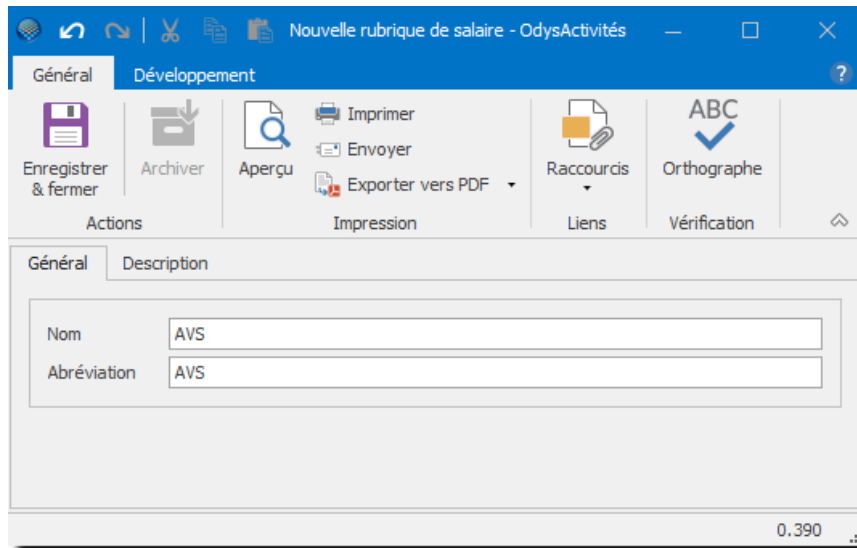 Nouvelle rubrique de salaire - OdysActivités
Général Développement ?
Enregistrer & fermer
Archiver
Aperçu
Imprimer
Envoyer
Exporter vers PDF
Raccourcis
ABC
Orthographe
Actions Impression Liens Vérification
Général Description
Nom AVS
Abréviation AVS
0.390